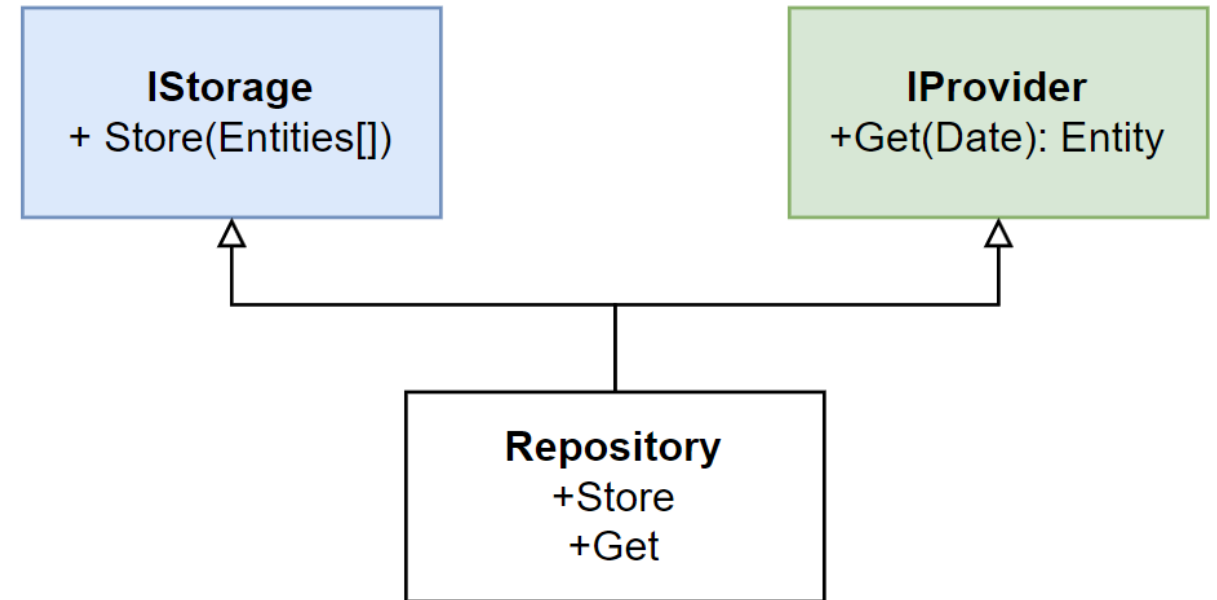 IStorage
+ Store(Entities[])
IProvider
+Get(Date): Entity
Repository
+Store
+Get